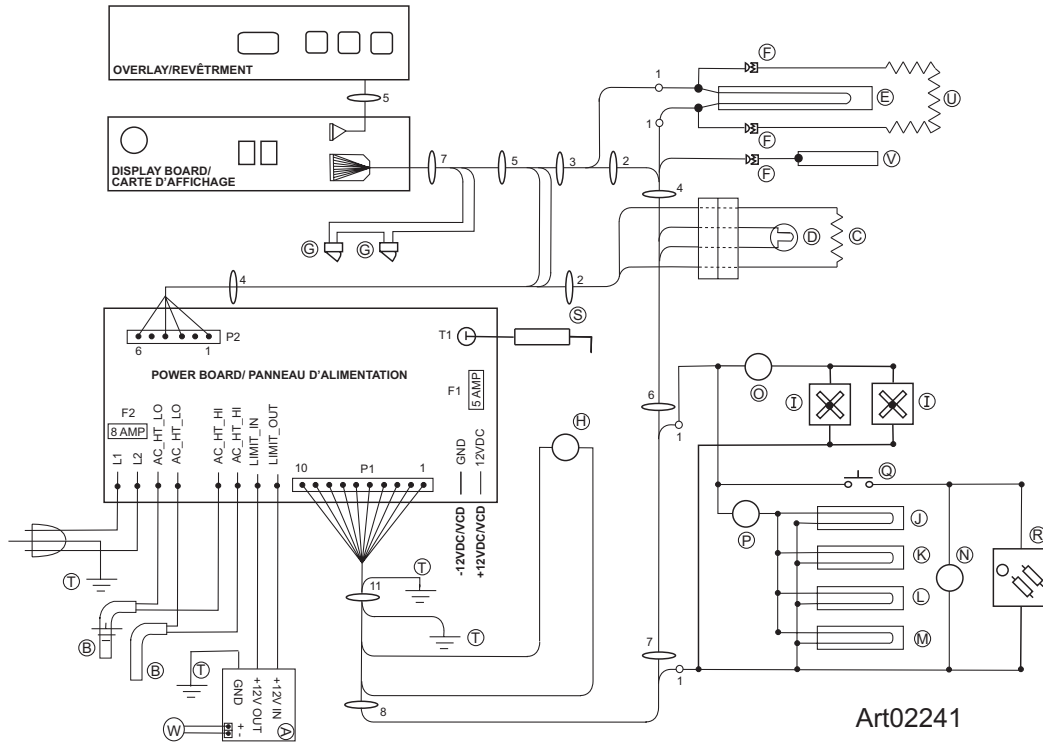 OVERLAY/REVÊTRMENT
5
DISPLAY BOARD/
CARTE D'AFFICHAGE
7
5
3
2
1
1
4
F
F
F
E
U
V
D
C
G
G
4
2
S
P2
6
1
T1
POWER BOARD/ PANNEAU D'ALIMENTATION
F1
5 AMP
F2
8 AMP
L1
L2
AC_HT_LO
AC_HT_LO
AC_HT_HI
AC_HT_HI
LIMIT_IN
LIMIT_OUT
10
P1
1
GND
12VDC
-12VDC/VCD
+12VDC/VCD
H
6
1
O
I
I
Q
P
J
K
L
M
N
R
T
B
B
T
GND
+12V OUT
+12V IN
+
-
A
W
11
T
T
8
7
1
Art02241